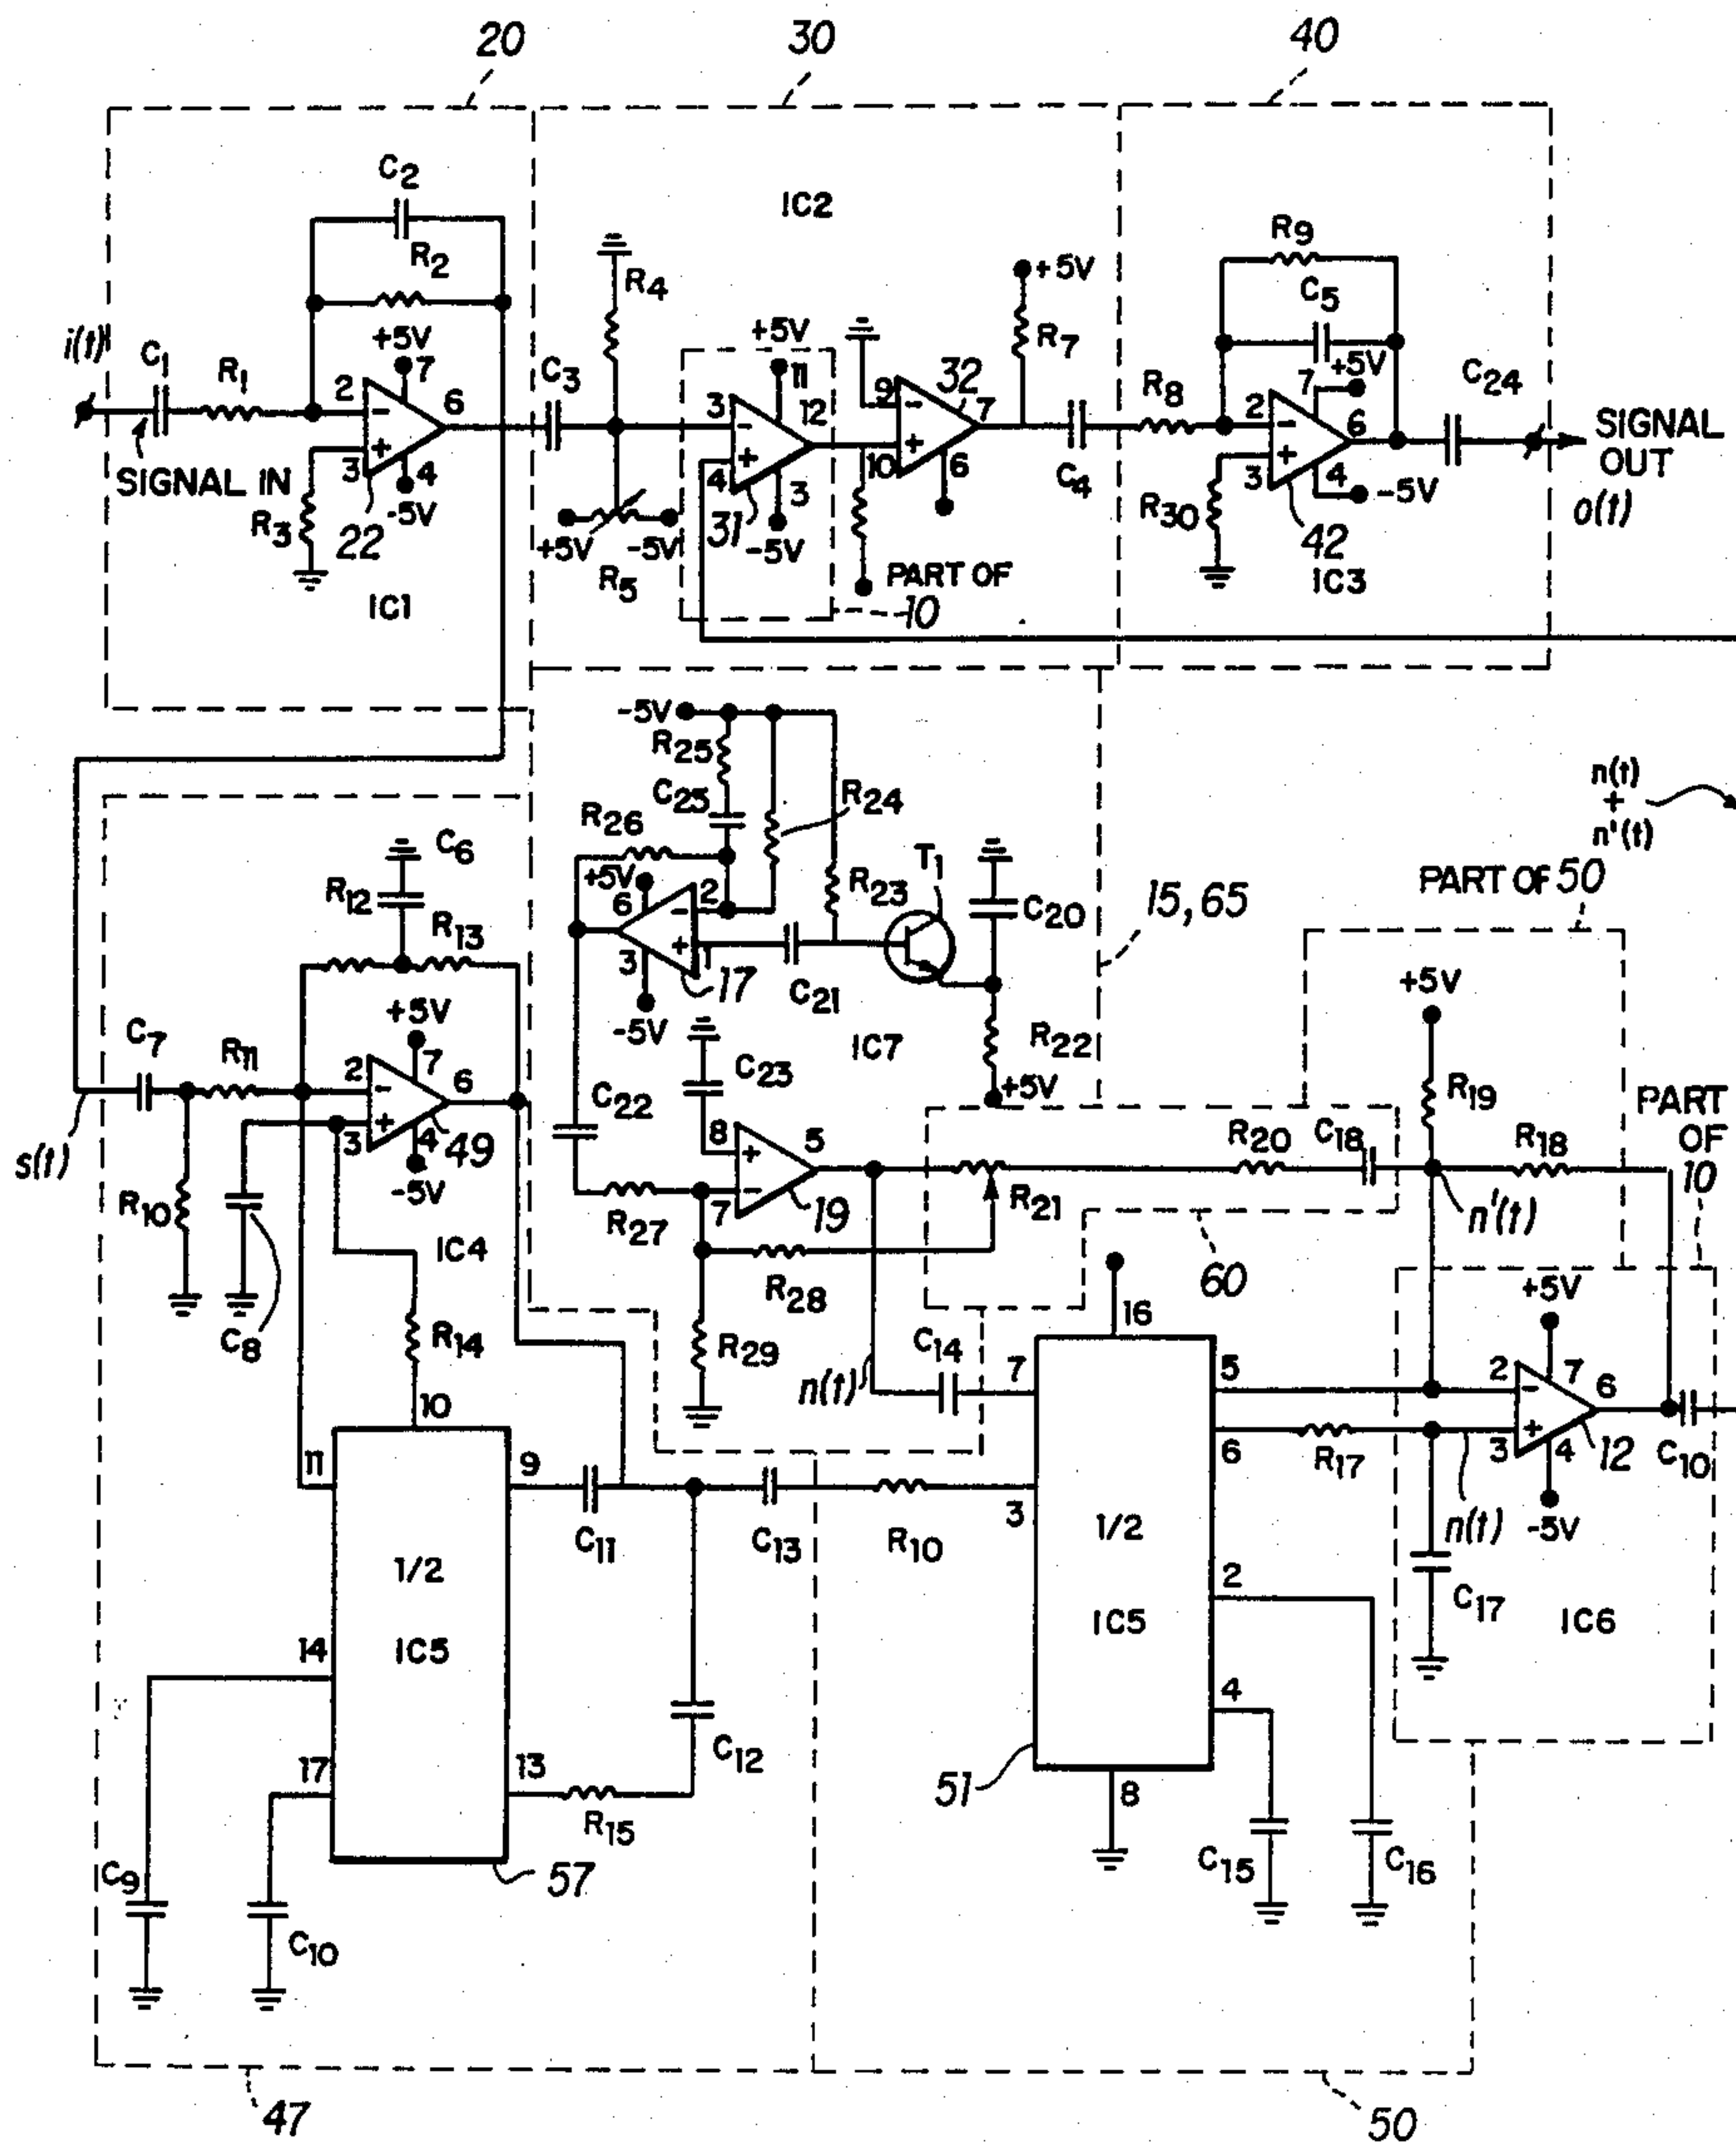 20 30 40
C2
IC2
R2
R4
+5V
R9
C5
i(t)
C1
R1
+5V
7
2
-
6
+
3
4
-5V
SIGNAL IN
R3
22
IC1
C3
+5V
-5V
R5
+5V
11
3
-
12
+
4
3
-5V
31
9
-
32
7
+
10
6
PART OF
10
R7
C4
R8
+5V
7
2
-
6
+
3
4
-5V
R30
42
IC3
C24
SIGNAL
OUT
o(t)
-5V
R25
C25
R24
R26
+5V
6
2
-
+
1
3
-5V
17
R23
T1
C20
C21
IC7
R22
+5V
15,65
n(t)
+
n'(t)
PART OF 50
C6
R12
R13
+5V
7
C7
R11
2
-
6
+
3
4
-5V
49
s(t)
R10
C8
IC4
R14
C22
C23
8
+
5
-
7
19
R27
R28
R29
n(t)
C14
R21
R20
C18
60
+5V
R19
R18
n'(t)
PART
OF
10
+5V
7
2
-
6
+
3
4
-5V
12
C10
R17
n(t)
C17
IC6
10
11
9
14
17
13
1/2
IC5
57
C9
C10
C11
C12
C13
R15
R10
16
7
5
6
3
2
4
8
1/2
IC5
51
C15
C16
47
50